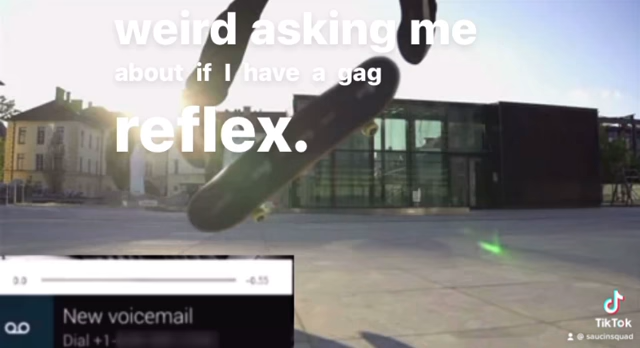 weird asking me
about if I have a gag
reflex.
0.0
-0.55
New voicemail
Dial +1-
TikTok
@ saucinsquad